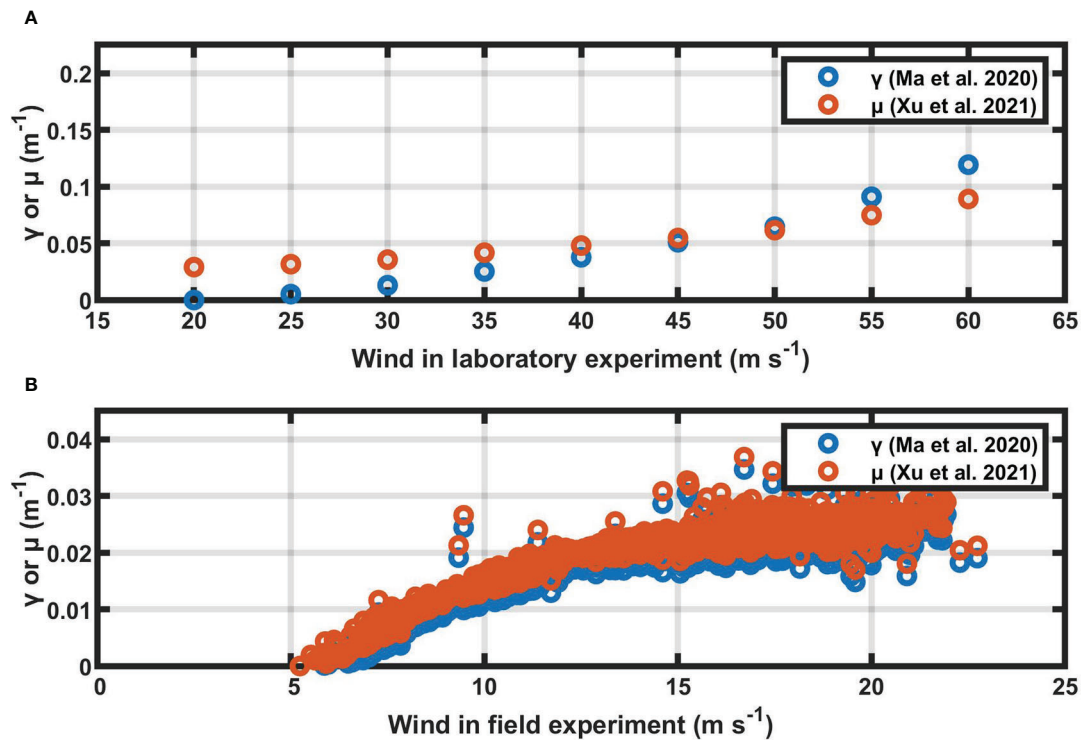 A
γ or μ (m⁻¹)
0.2
0.15
0.1
0.05
0
γ (Ma et al. 2020)
μ (Xu et al. 2021)
15 20 25 30 35 40 45 50 55 60 65
Wind in laboratory experiment (m s⁻¹)
B
γ or μ (m⁻¹)
0.04
0.03
0.02
0.01
0
γ (Ma et al. 2020)
μ (Xu et al. 2021)
0 5 10 15 20 25
Wind in field experiment (m s⁻¹)